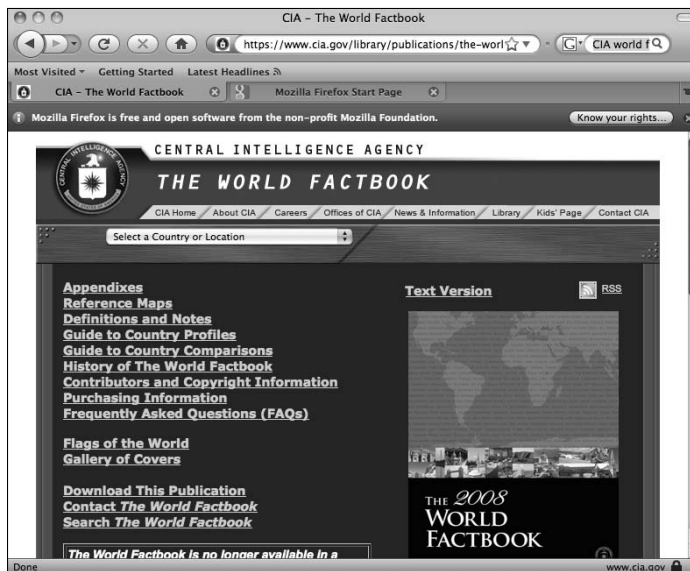 CIA – The World Factbook
https://www.cia.gov/library/publications/the-worl
G
CIA world f
Most Visited
Getting Started
Latest Headlines
CIA – The World Factbook
Mozilla Firefox Start Page
Mozilla Firefox is free and open software from the non-profit Mozilla Foundation.
Know your rights...
CENTRAL INTELLIGENCE AGENCY
THE WORLD FACTBOOK
CIA Home
About CIA
Careers
Offices of CIA
News & Information
Library
Kids' Page
Contact CIA
Select a Country or Location
Appendixes
Reference Maps
Definitions and Notes
Guide to Country Profiles
Guide to Country Comparisons
History of The World Factbook
Contributors and Copyright Information
Purchasing Information
Frequently Asked Questions (FAQs)
Flags of the World
Gallery of Covers
Download This Publication
Contact The World Factbook
Search The World Factbook
The World Factbook is no longer available in a
Text Version
RSS
THE 2008
WORLD
FACTBOOK
Done
www.cia.gov